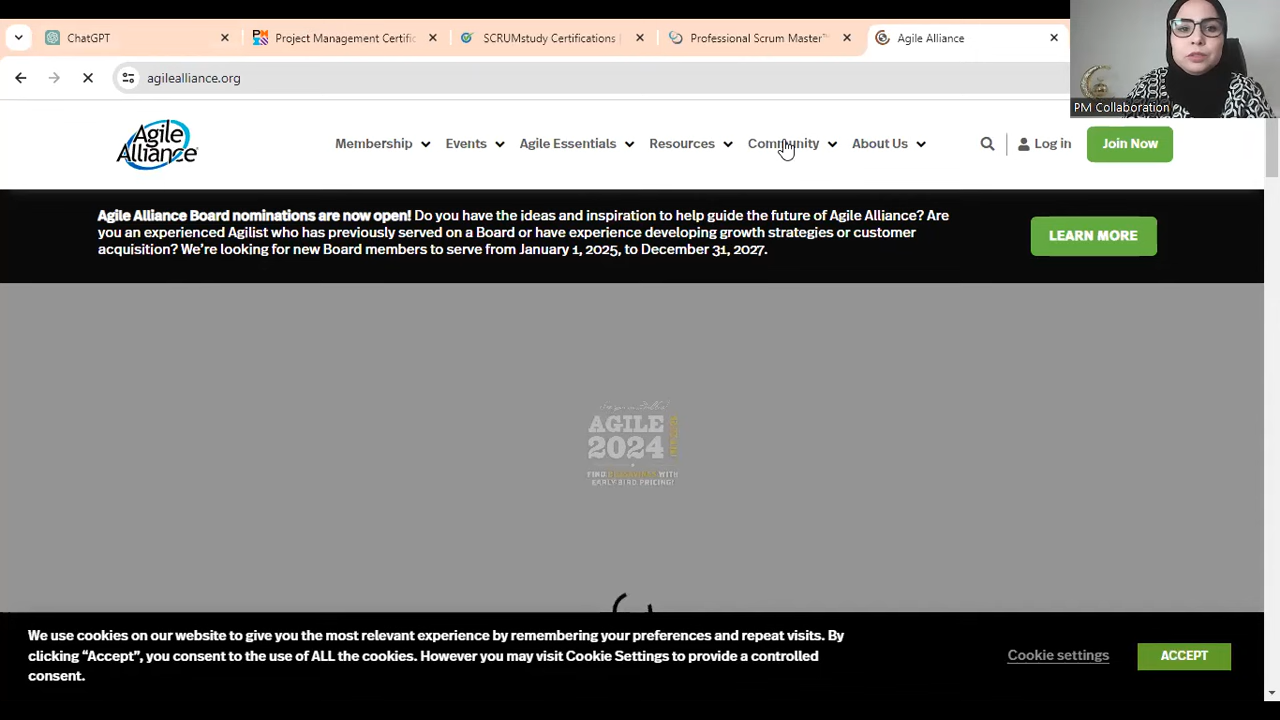 ChatGPT
Project Management Certific
SCRUMstudy Certifications |
Professional Scrum Master™
Agile Alliance
agilealliance.org
PM Collaboration
Agile
Alliance
Membership
Events
Agile Essentials
Resources
Community
About Us
Log in
Join Now
Agile Alliance Board nominations are now open! Do you have the ideas and inspiration to help guide the future of Agile Alliance? Are
you an experienced Agilist who has previously served on a Board or have experience developing growth strategies or customer
acquisition? We're looking for new Board members to serve from January 1, 2025, to December 31, 2027.
LEARN MORE
AGILE
2024
FIND WITH
EARLY BIRD PRICING!
We use cookies on our website to give you the most relevant experience by remembering your preferences and repeat visits. By
clicking “Accept”, you consent to the use of ALL the cookies. However you may visit Cookie Settings to provide a controlled
consent.
Cookie settings
ACCEPT